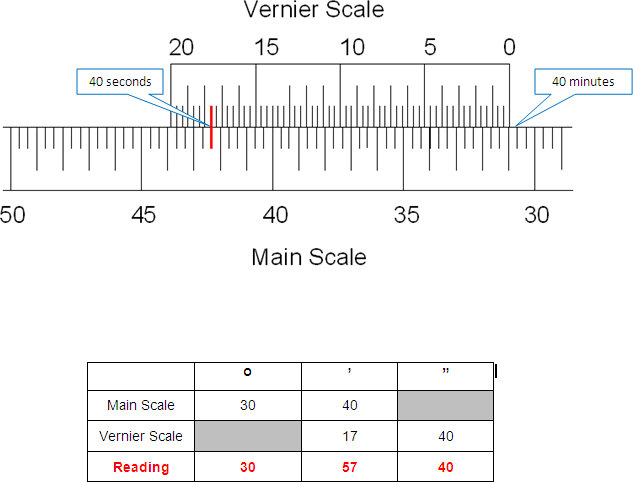 Vernier Scale
20 15 10 5 0
40 seconds 40 minutes
50 45 40 35 30
Main Scale
° ’ ”
Main Scale 30 40
Vernier Scale 17 40
Reading 30 57 40